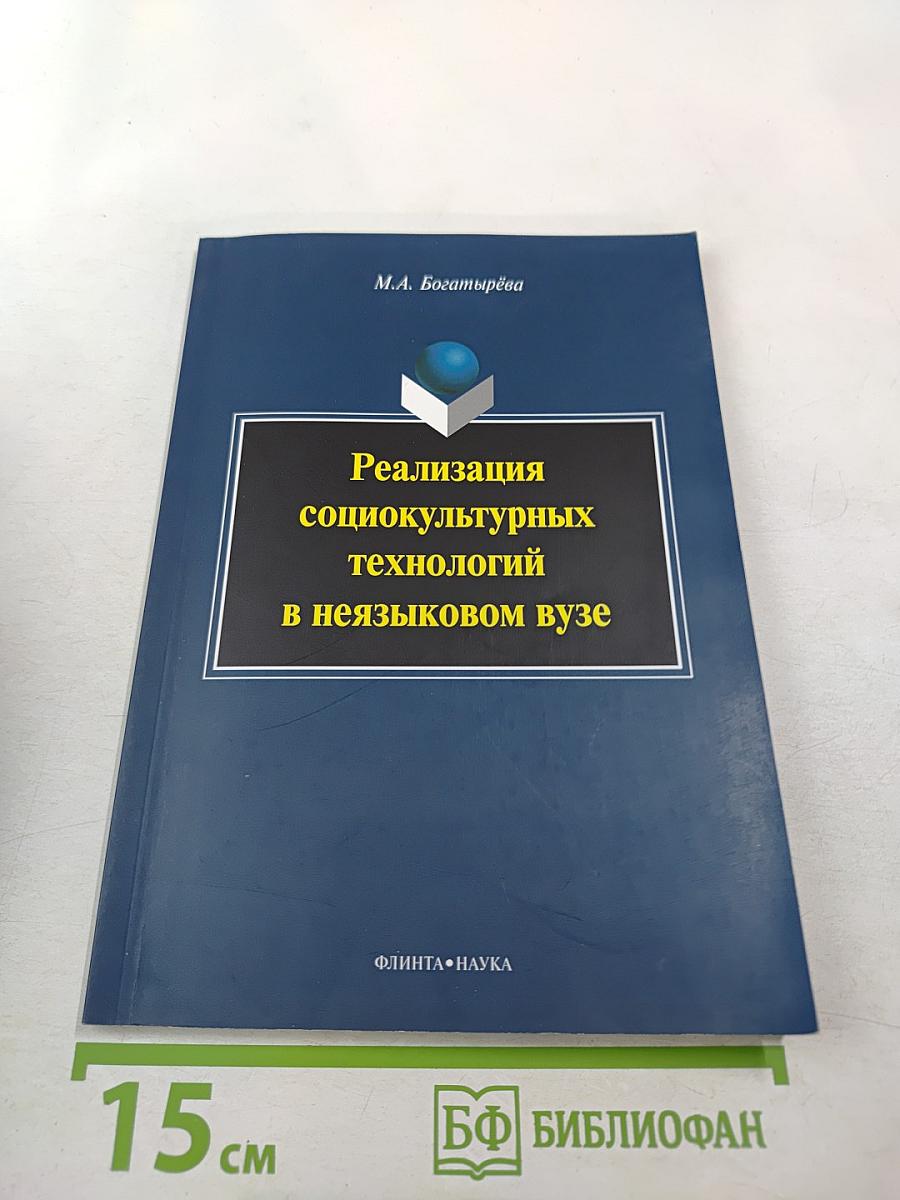 М.А. Богатырёва
Реализация
социокультурных
технологий
в неязыковом вузе
ФЛИНТА•НАУКА
15 см
БФ БИБЛИОФАН